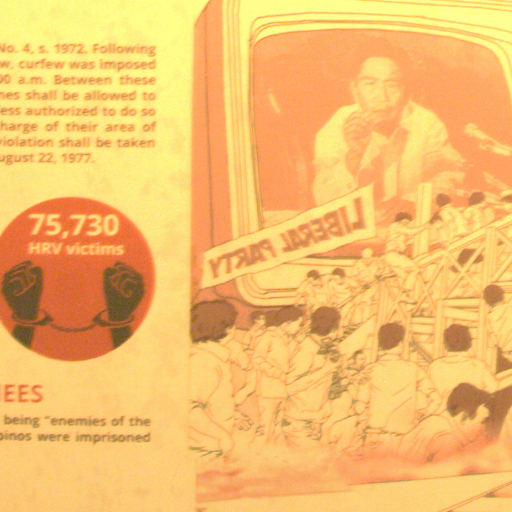 No. 4, s. 1972. Following
w, curfew was imposed
00 a.m. Between these
nes shall be allowed to
ess authorized to do so
harge of their area of
violation shall be taken
ugust 22, 1977.
75,730
HRV victims
LIBERAL PARTY
IEES
being "enemies of the
pinos were imprisoned